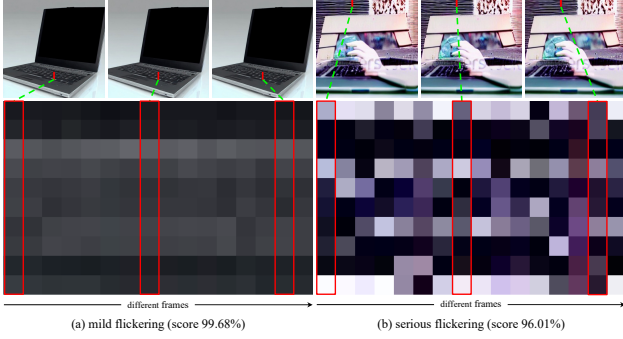 different frames
different frames
(a) mild flickering (score 99.68%)
(b) serious flickering (score 96.01%)